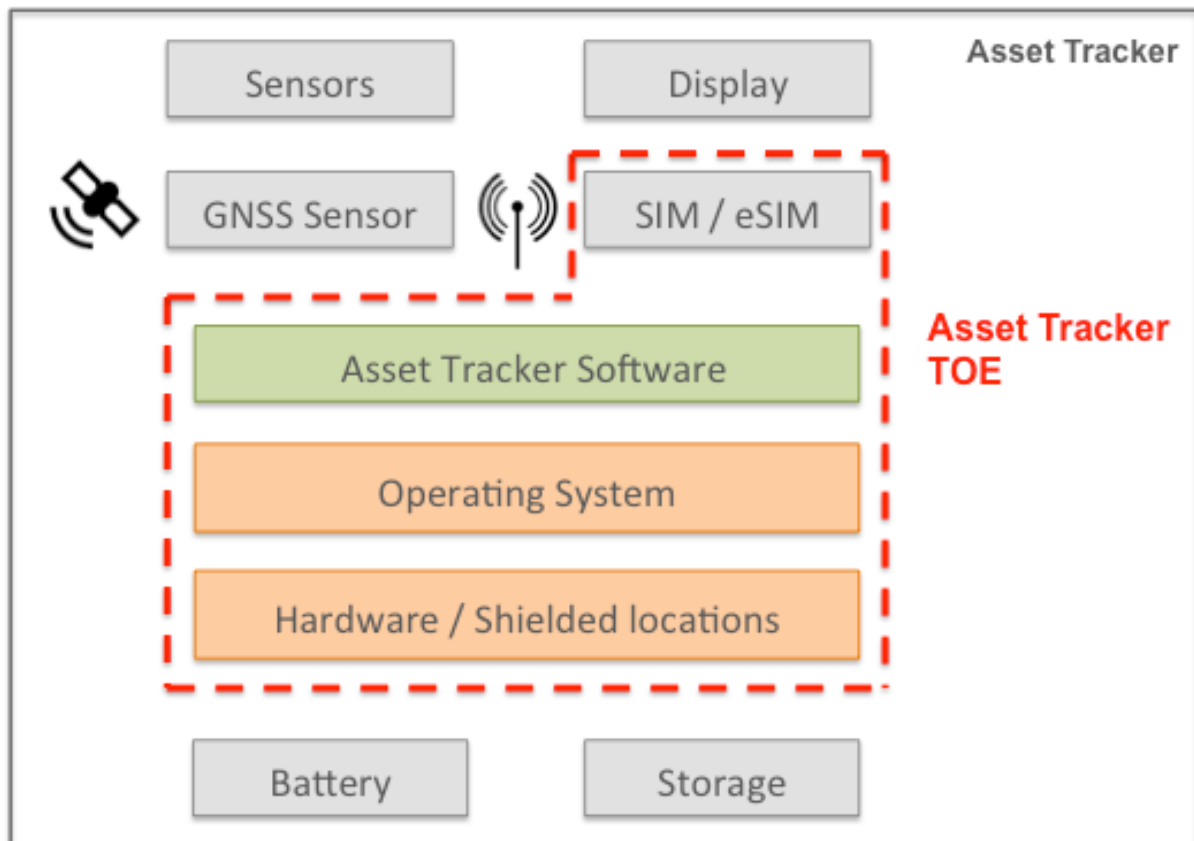 Asset Tracker
Sensors
Display
GNSS Sensor
SIM / eSIM
Asset Tracker Software
Asset Tracker
TOE
Operating System
Hardware / Shielded locations
Battery
Storage